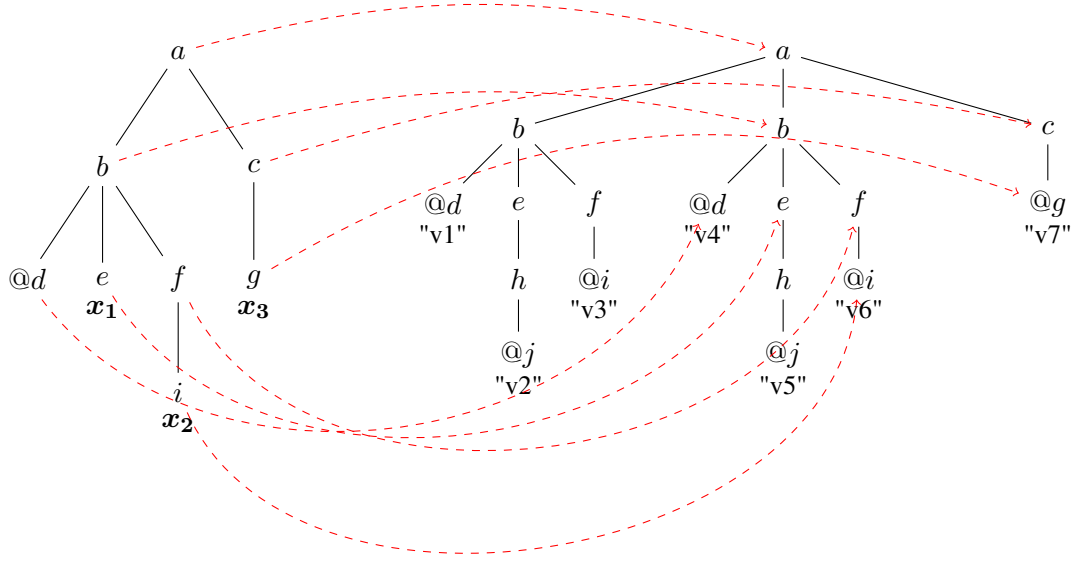 a a
b c b b c
@d e f g @d e f @d e f @g
x1 x3 "v1" "v4" "v7"
i h @i h @i
x2 "v3" "v6"
@j @j
"v2" "v5"